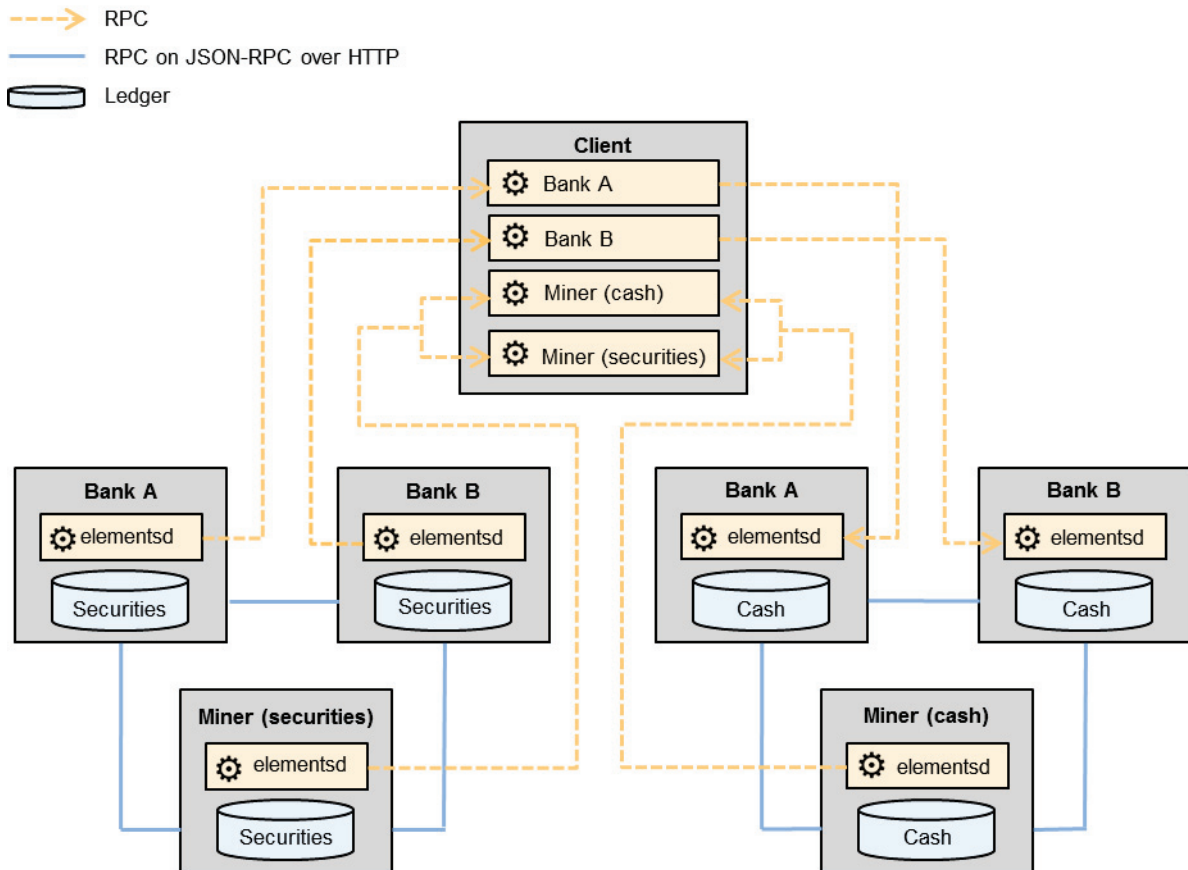 RPC
RPC on JSON-RPC over HTTP
Ledger
Client
Bank A
Bank B
Miner (cash)
Miner (securities)
Bank A
elementsd
Securities
Bank B
elementsd
Securities
Miner (securities)
elementsd
Securities
Bank A
elementsd
Cash
Bank B
elementsd
Cash
Miner (cash)
elementsd
Cash